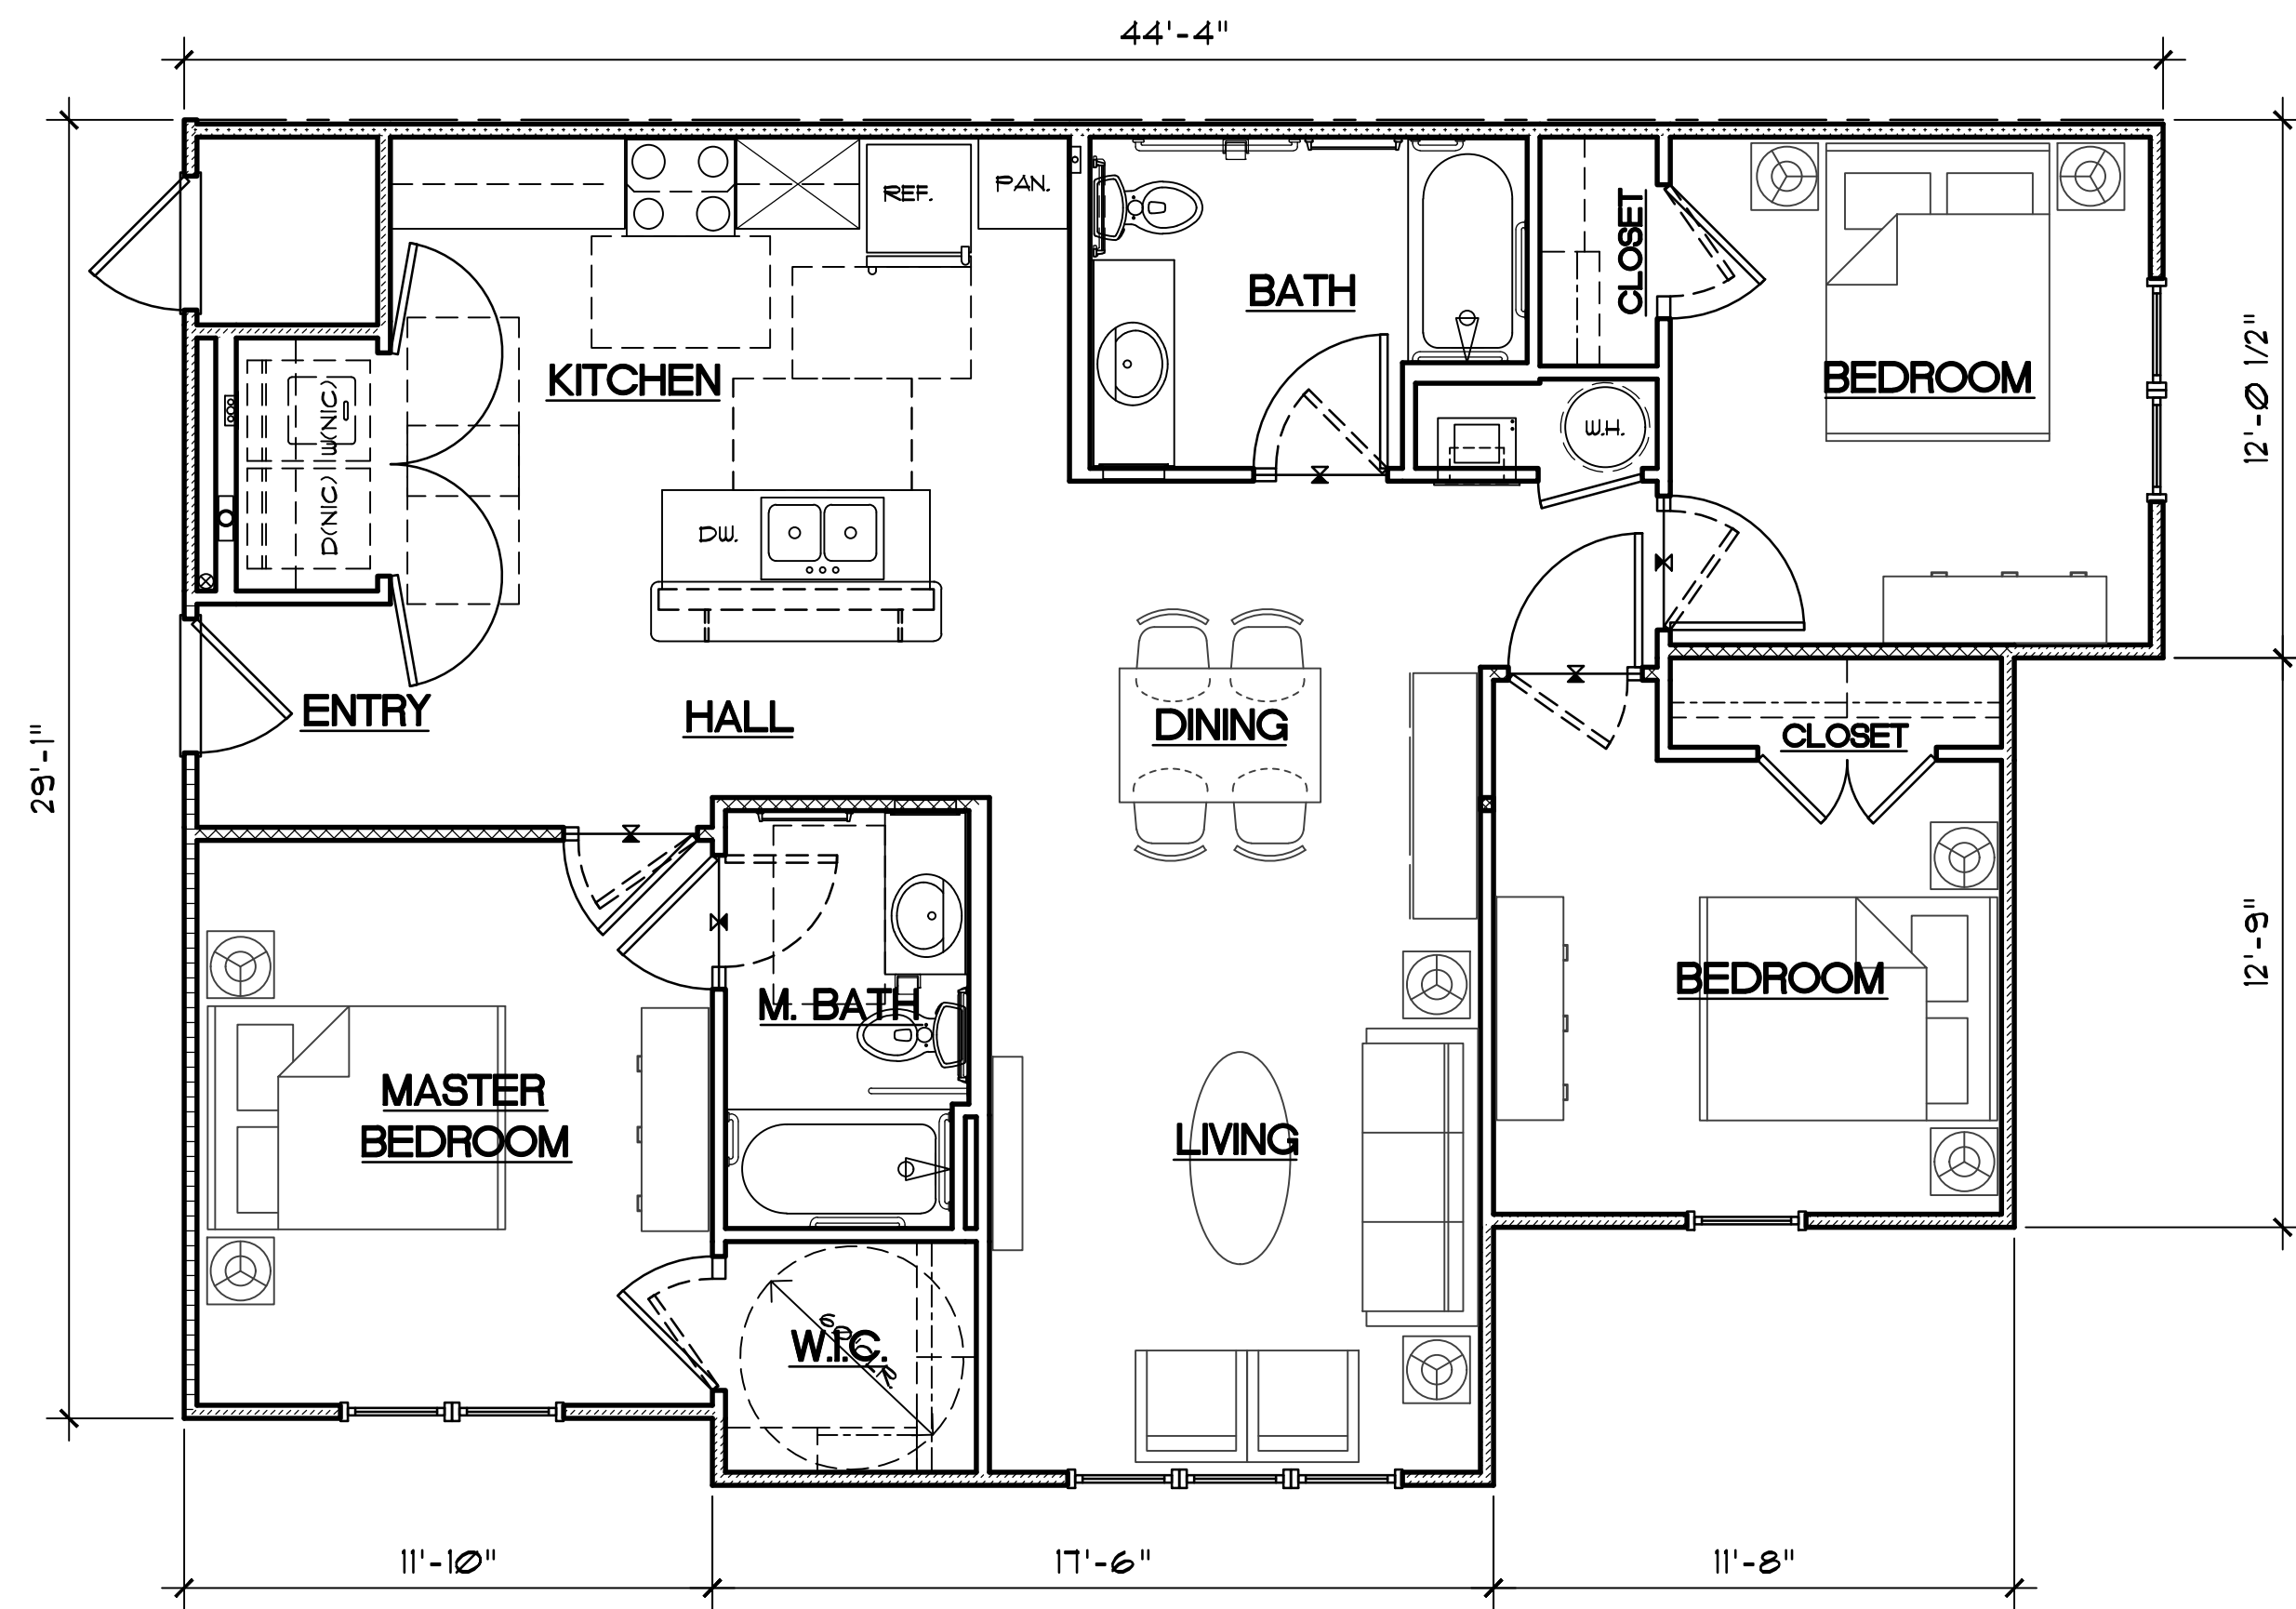 44'-4"
REF.
PAN.
CLOSET
BATH
KITCHEN
BEDROOM
12'-0 1/2"
W(NIC)
W.H.
D(NIC)
DW.
ENTRY
HALL
DINING
CLOSET
29'-1"
12'-9"
M. BATH
BEDROOM
MASTER
BEDROOM
LIVING
W.I.C.
11'-10"
17'-6"
11'-8"